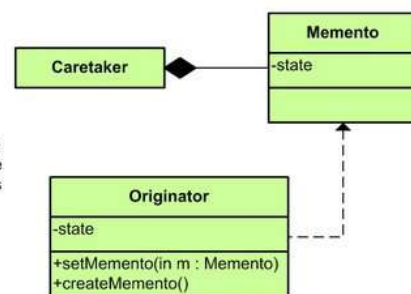 Memento
-state
Caretaker
Originator
-state
+setMemento(in m : Memento)
+createMemento()